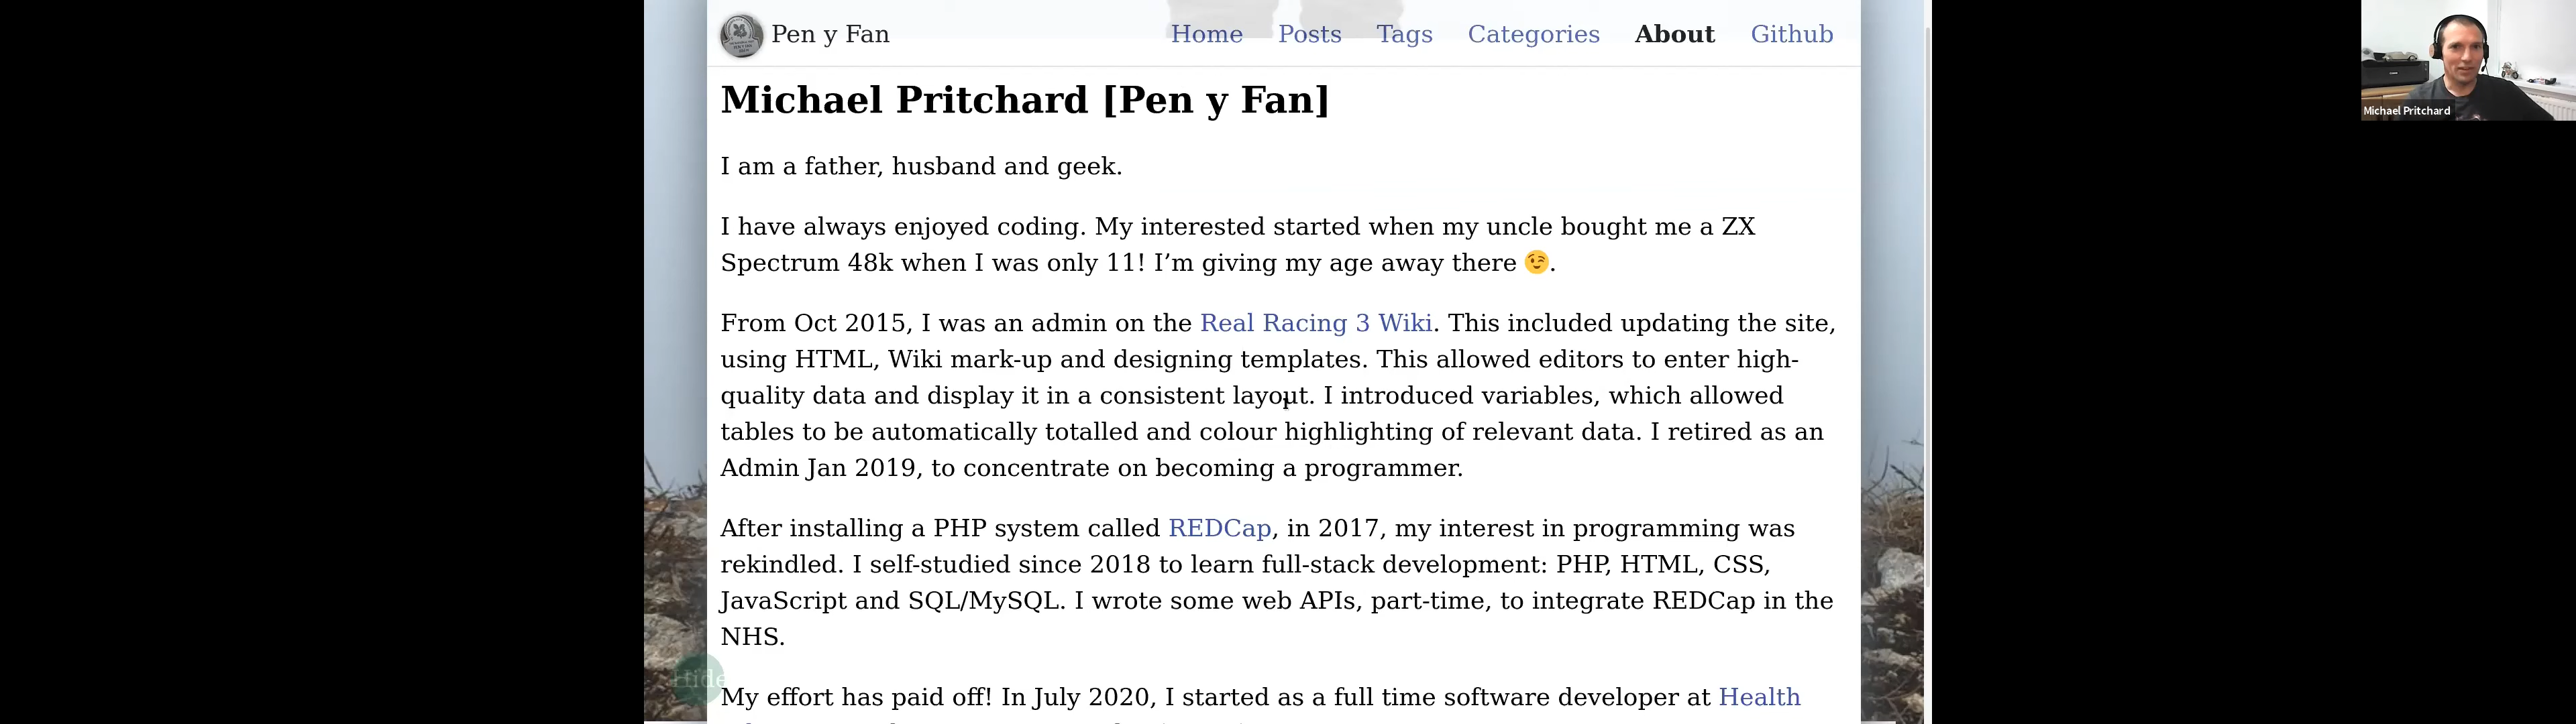 Pen y Fan
Home Posts Tags Categories About Github
Michael Pritchard
Michael Pritchard [Pen y Fan]
I am a father, husband and geek.
I have always enjoyed coding. My interested started when my uncle bought me a ZX
Spectrum 48k when I was only 11! I’m giving my age away there 😉.
From Oct 2015, I was an admin on the Real Racing 3 Wiki. This included updating the site,
using HTML, Wiki mark-up and designing templates. This allowed editors to enter high-
quality data and display it in a consistent layout. I introduced variables, which allowed
tables to be automatically totalled and colour highlighting of relevant data. I retired as an
Admin Jan 2019, to concentrate on becoming a programmer.
After installing a PHP system called REDCap, in 2017, my interest in programming was
rekindled. I self-studied since 2018 to learn full-stack development: PHP, HTML, CSS,
JavaScript and SQL/MySQL. I wrote some web APIs, part-time, to integrate REDCap in the
NHS.
Hide
My effort has paid off! In July 2020, I started as a full time software developer at Health